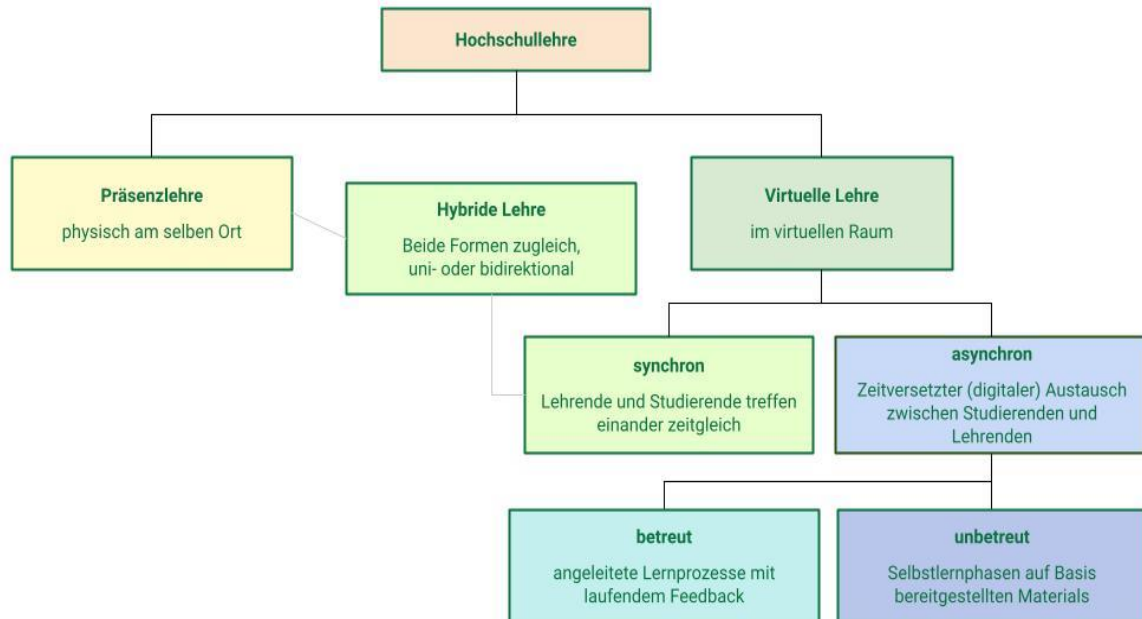 Hochschullehre
Präsenzlehre
physisch am selben Ort
Hybride Lehre
Beide Formen zugleich,
uni- oder bidirektional
Virtuelle Lehre
im virtuellen Raum
synchron
Lehrende und Studierende treffen
einander zeitgleich
asynchron
Zeitversetzter (digitaler) Austausch
zwischen Studierenden und
Lehrenden
betreut
angeleitete Lernprozesse mit
laufendem Feedback
unbetreut
Selbstlernphasen auf Basis
bereitgestellten Materials